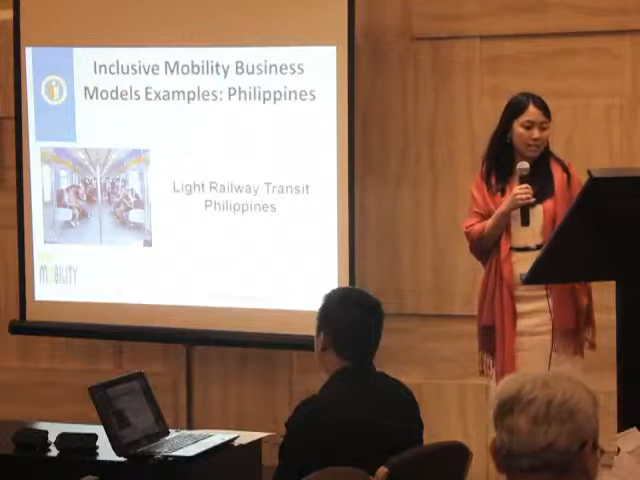 Inclusive Mobility Business
Models Examples: Philippines
Light Railway Transit
Philippines
MOBILITY